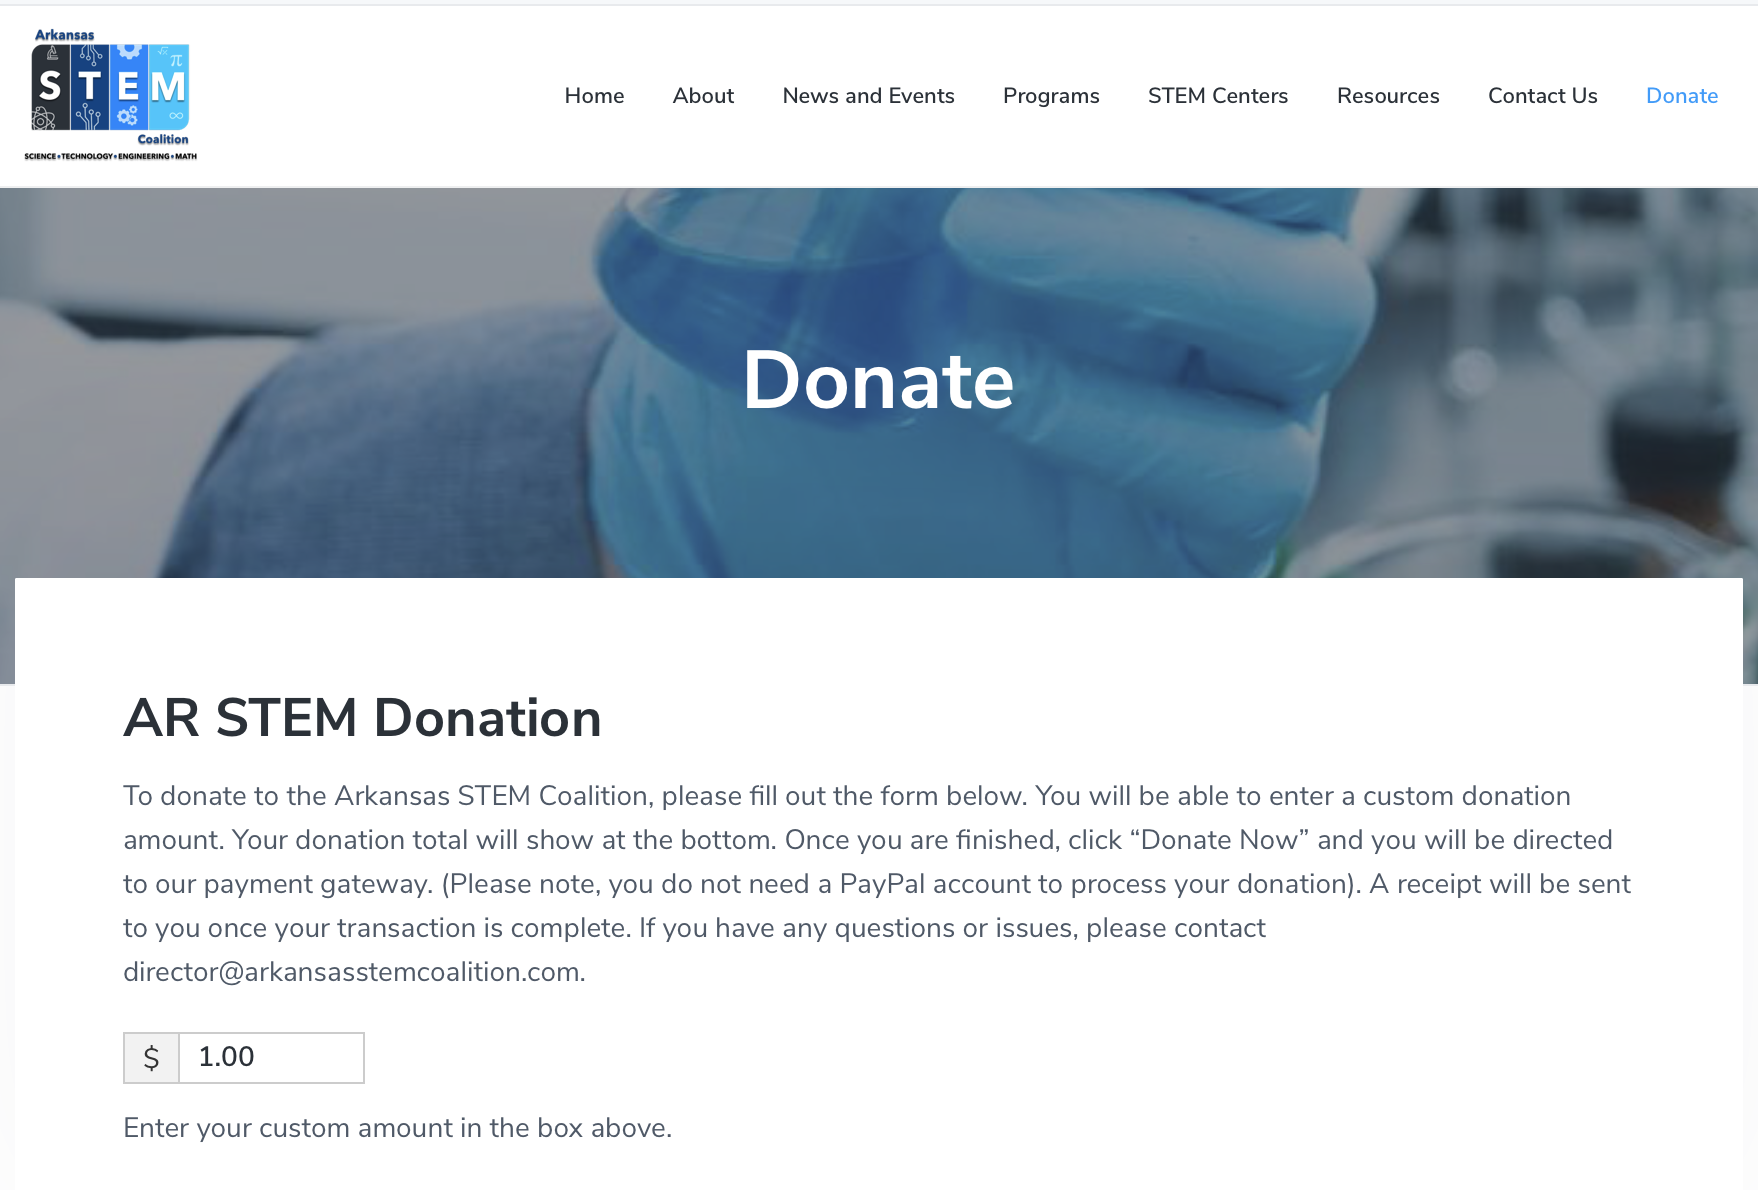 Arkansas
STEM
Coalition
SCIENCE•TECHNOLOGY•ENGINEERING•MATH
Home
About
News and Events
Programs
STEM Centers
Resources
Contact Us
Donate
Donate
AR STEM Donation
To donate to the Arkansas STEM Coalition, please fill out the form below. You will be able to enter a custom donation
amount. Your donation total will show at the bottom. Once you are finished, click “Donate Now” and you will be directed
to our payment gateway. (Please note, you do not need a PayPal account to process your donation). A receipt will be sent
to you once your transaction is complete. If you have any questions or issues, please contact
director@arkansasstemcoalition.com.
$ 1.00
Enter your custom amount in the box above.